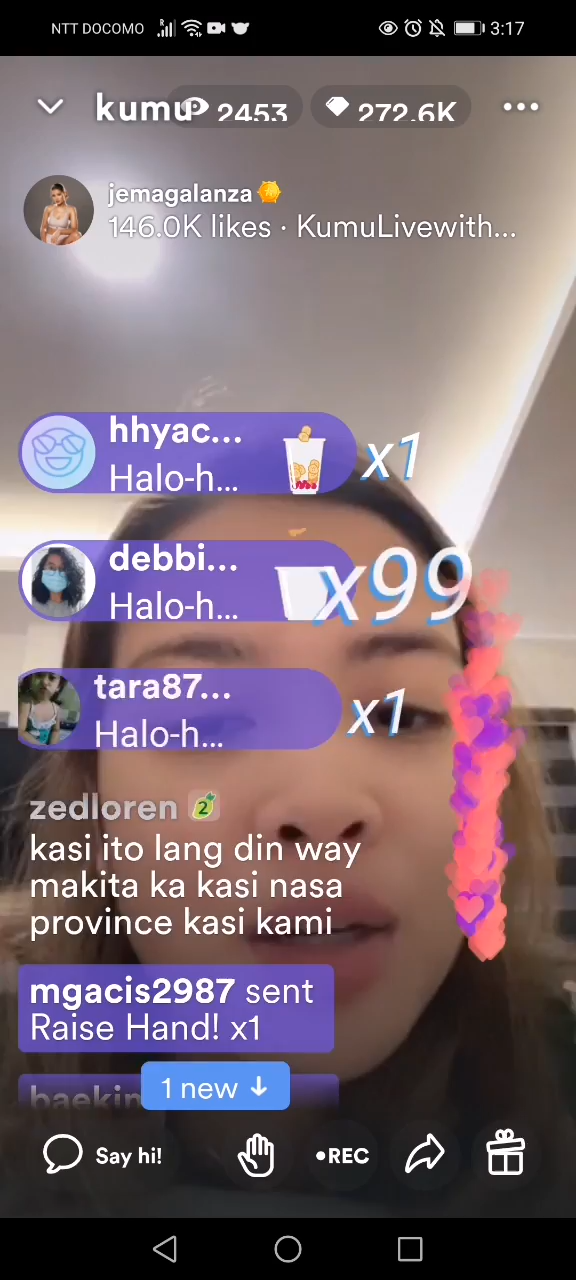 NTT DOCOMO
3:17
kumu 2453 272.6K
jemagalanza
146.0K likes · KumuLivewith...
hhyac...
Halo-h... x1
debbi...
Halo-h... x99
tara87...
Halo-h... x1
zedloren 2
kasi ito lang din way
makita ka kasi nasa
province kasi kami
mgacis2987 sent
Raise Hand! x1
baekin
1 new
Say hi! •REC